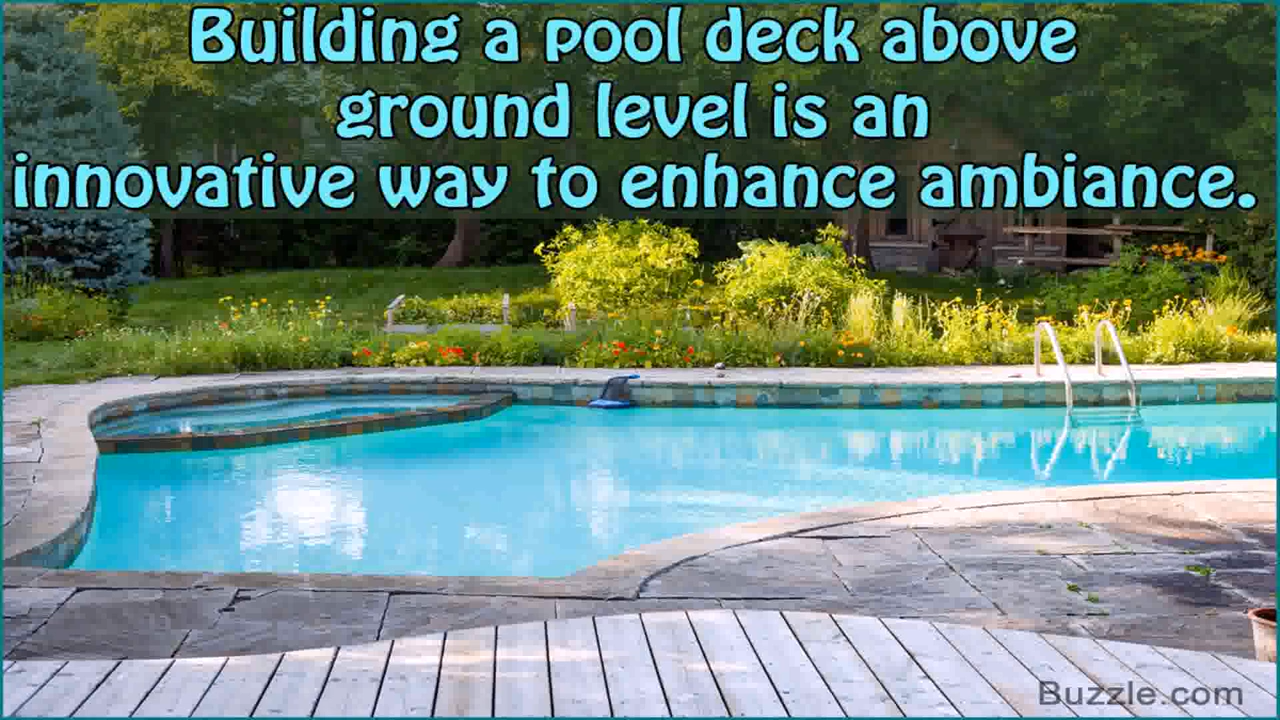 Building a pool deck above
ground level is an
innovative way to enhance ambiance.
Buzzle.com